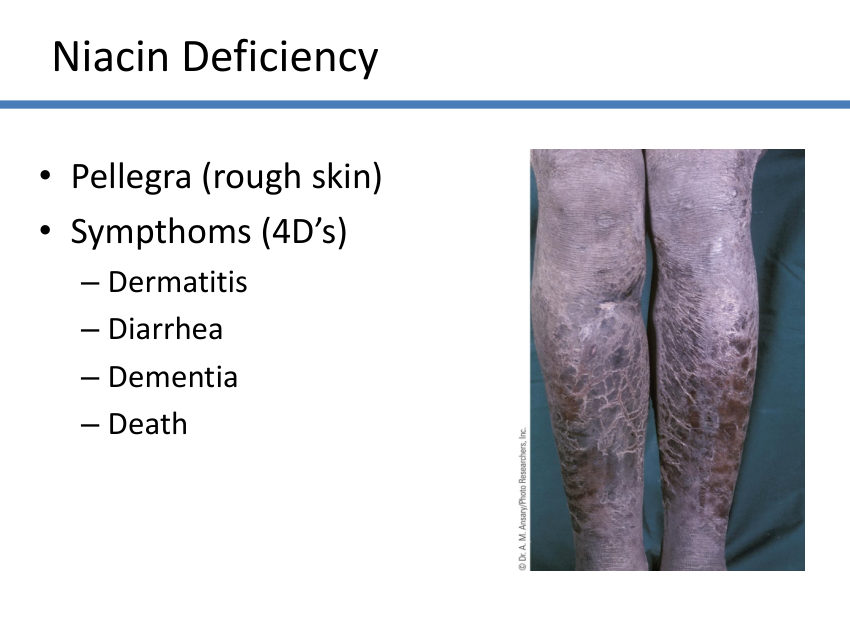 Niacin Deficiency
• Pellegra (rough skin)
• Sympthoms (4D’s)
– Dermatitis
– Diarrhea
– Dementia
– Death
© Dr. A. M. Ansary/Photo Researchers, Inc.